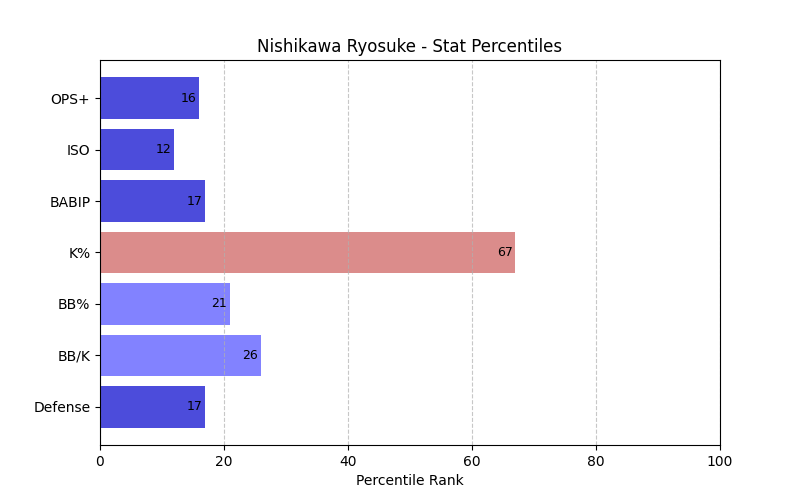 Nishikawa Ryosuke - Stat Percentiles
OPS+ 16
ISO 12
BABIP 17
K% 67
BB% 21
BB/K 26
Defense 17
0 20 40 60 80 100
Percentile Rank